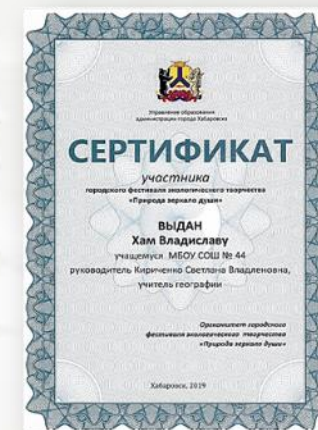 Управление образования
администрации города Хабаровска
СЕРТИФИКАТ
участника
городского фестиваля экологического творчества
«Природа зеркало души»
ВЫДАН
Хам Владиславу
учащемуся МБОУ СОШ № 44
руководитель Кириченко Светлана Владленовна,
учитель географии
Оргкомитет городского
фестиваля экологического творчества
«Природа зеркало души»
Хабаровск, 2019